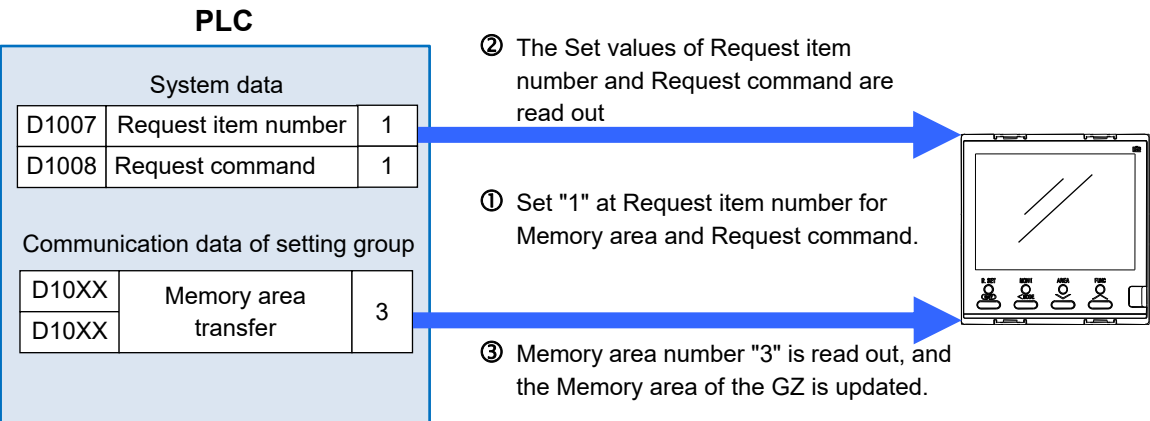 PLC
System data
D1007 Request item number 1
D1008 Request command 1
Communication data of setting group
D10XX
D10XX
Memory area
transfer
3
② The Set values of Request item
number and Request command are
read out
① Set "1" at Request item number for
Memory area and Request command.
③ Memory area number "3" is read out, and
the Memory area of the GZ is updated.
MONI AREA FUNC